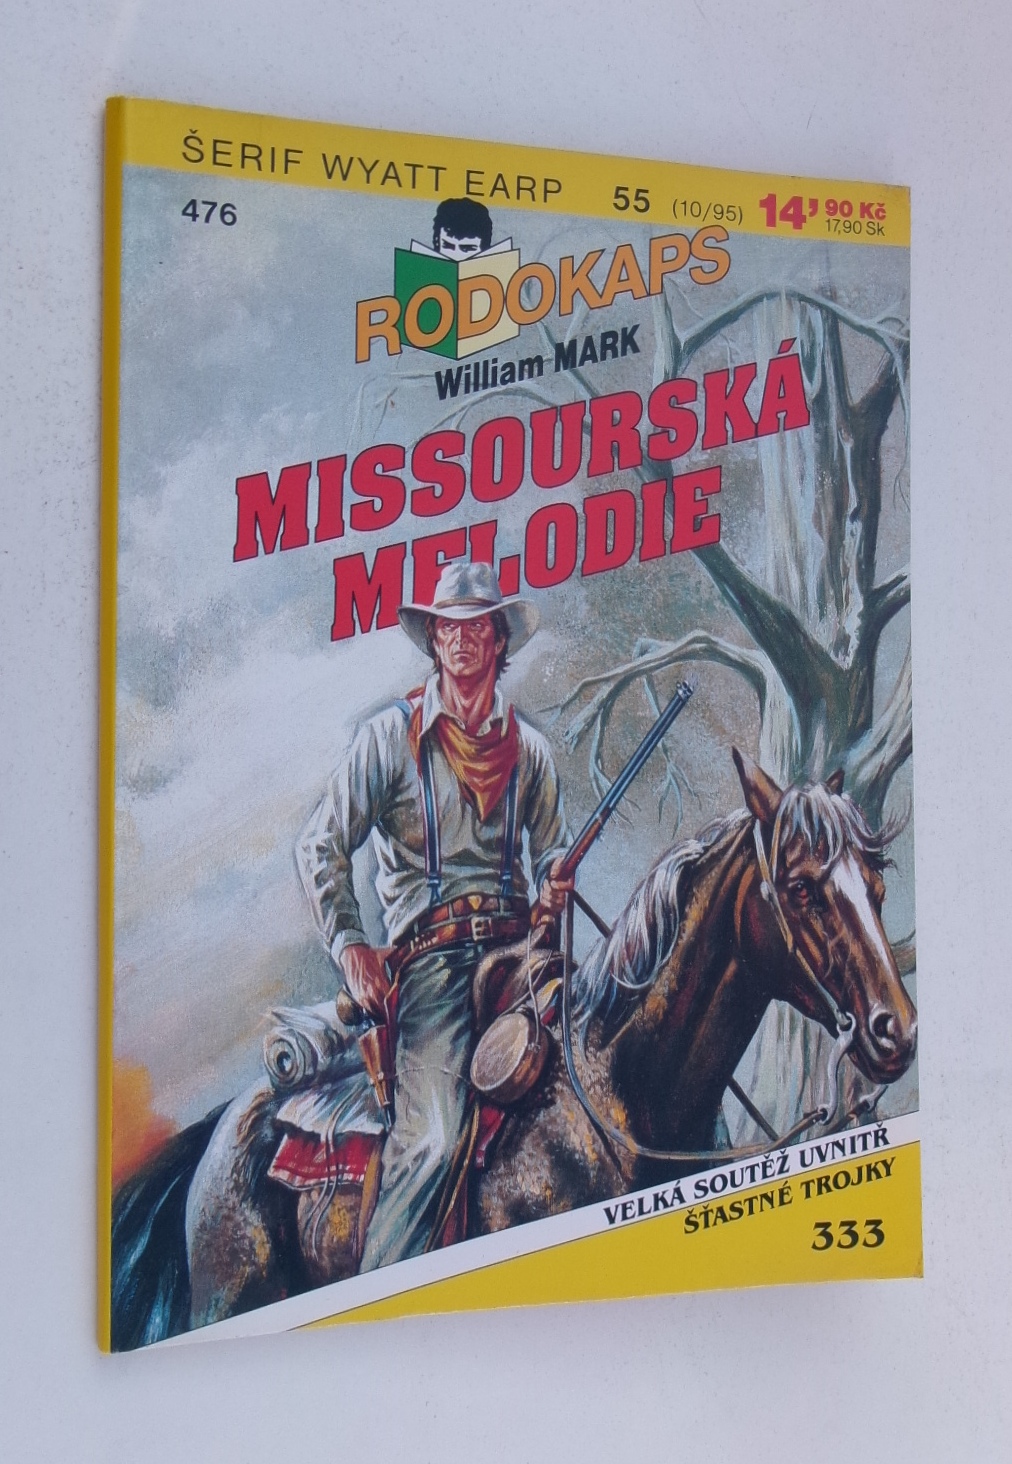 ŠERIF WYATT EARP 55 (10/95) 14’90 Kč
17,90 Sk
476
RODOKAPS
William MARK
MISSOURSKÁ
MELODIE
VELKÁ SOUTĚŽ UVNITŘ
ŠŤASTNÉ TROJKY
333